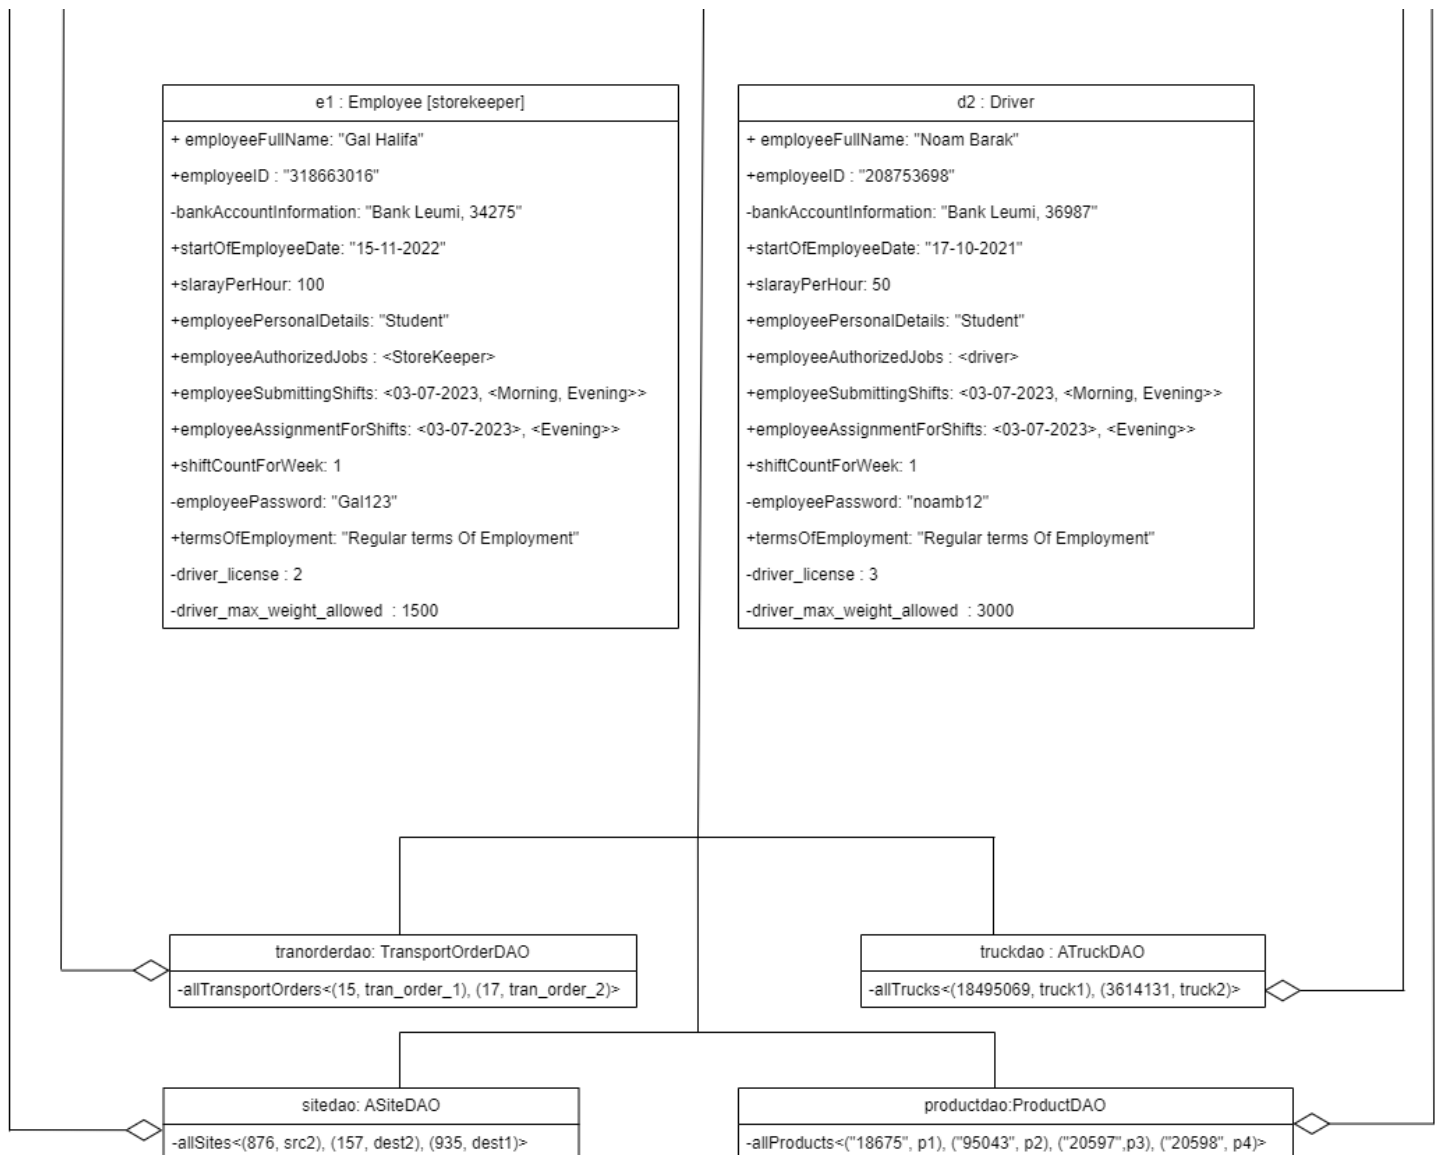 e1 : Employee [storekeeper]
+ employeeFullName: "Gal Halifa"
+employeeID : "318663016"
-bankAccountInformation: "Bank Leumi, 34275"
+startOfEmployeeDate: "15-11-2022"
+slarayPerHour: 100
+employeePersonalDetails: "Student"
+employeeAuthorizedJobs : <StoreKeeper>
+employeeSubmittingShifts: <03-07-2023, <Morning, Evening>>
+employeeAssignmentForShifts: <03-07-2023>, <Evening>>
+shiftCountForWeek: 1
-employeePassword: "Gal123"
+termsOfEmployment: "Regular terms Of Employment"
-driver_license : 2
-driver_max_weight_allowed : 1500
d2 : Driver
+ employeeFullName: "Noam Barak"
+employeeID : "208753698"
-bankAccountInformation: "Bank Leumi, 36987"
+startOfEmployeeDate: "17-10-2021"
+slarayPerHour: 50
+employeePersonalDetails: "Student"
+employeeAuthorizedJobs : <driver>
+employeeSubmittingShifts: <03-07-2023, <Morning, Evening>>
+employeeAssignmentForShifts: <03-07-2023>, <Evening>>
+shiftCountForWeek: 1
-employeePassword: "noamb12"
+termsOfEmployment: "Regular terms Of Employment"
-driver_license : 3
-driver_max_weight_allowed : 3000
tranorderdao: TransportOrderDAO
-allTransportOrders<(15, tran_order_1), (17, tran_order_2)>
truckdao : ATruckDAO
-allTrucks<(18495069, truck1), (3614131, truck2)>
sitedao: ASiteDAO
-allSites<(876, src2), (157, dest2), (935, dest1)>
productdao:ProductDAO
-allProducts<("18675", p1), ("95043", p2), ("20597",p3), ("20598", p4)>